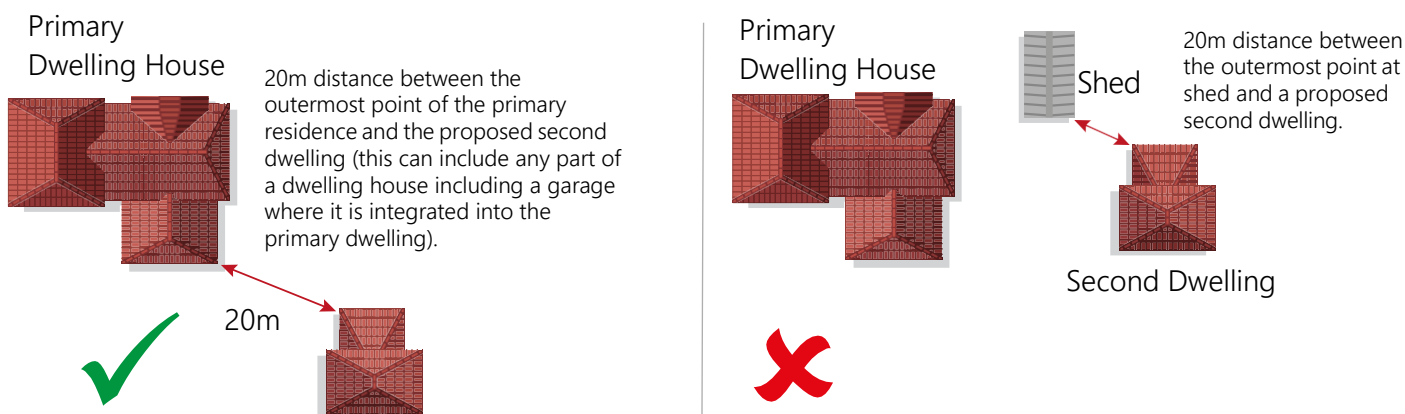 Primary
Dwelling House
20m distance between the
outermost point of the primary
residence and the proposed second
dwelling (this can include any part of
a dwelling house including a garage
where it is integrated into the
primary dwelling).
20m
Primary
Dwelling House
Shed
20m distance between
the outermost point at
shed and a proposed
second dwelling.
Second Dwelling